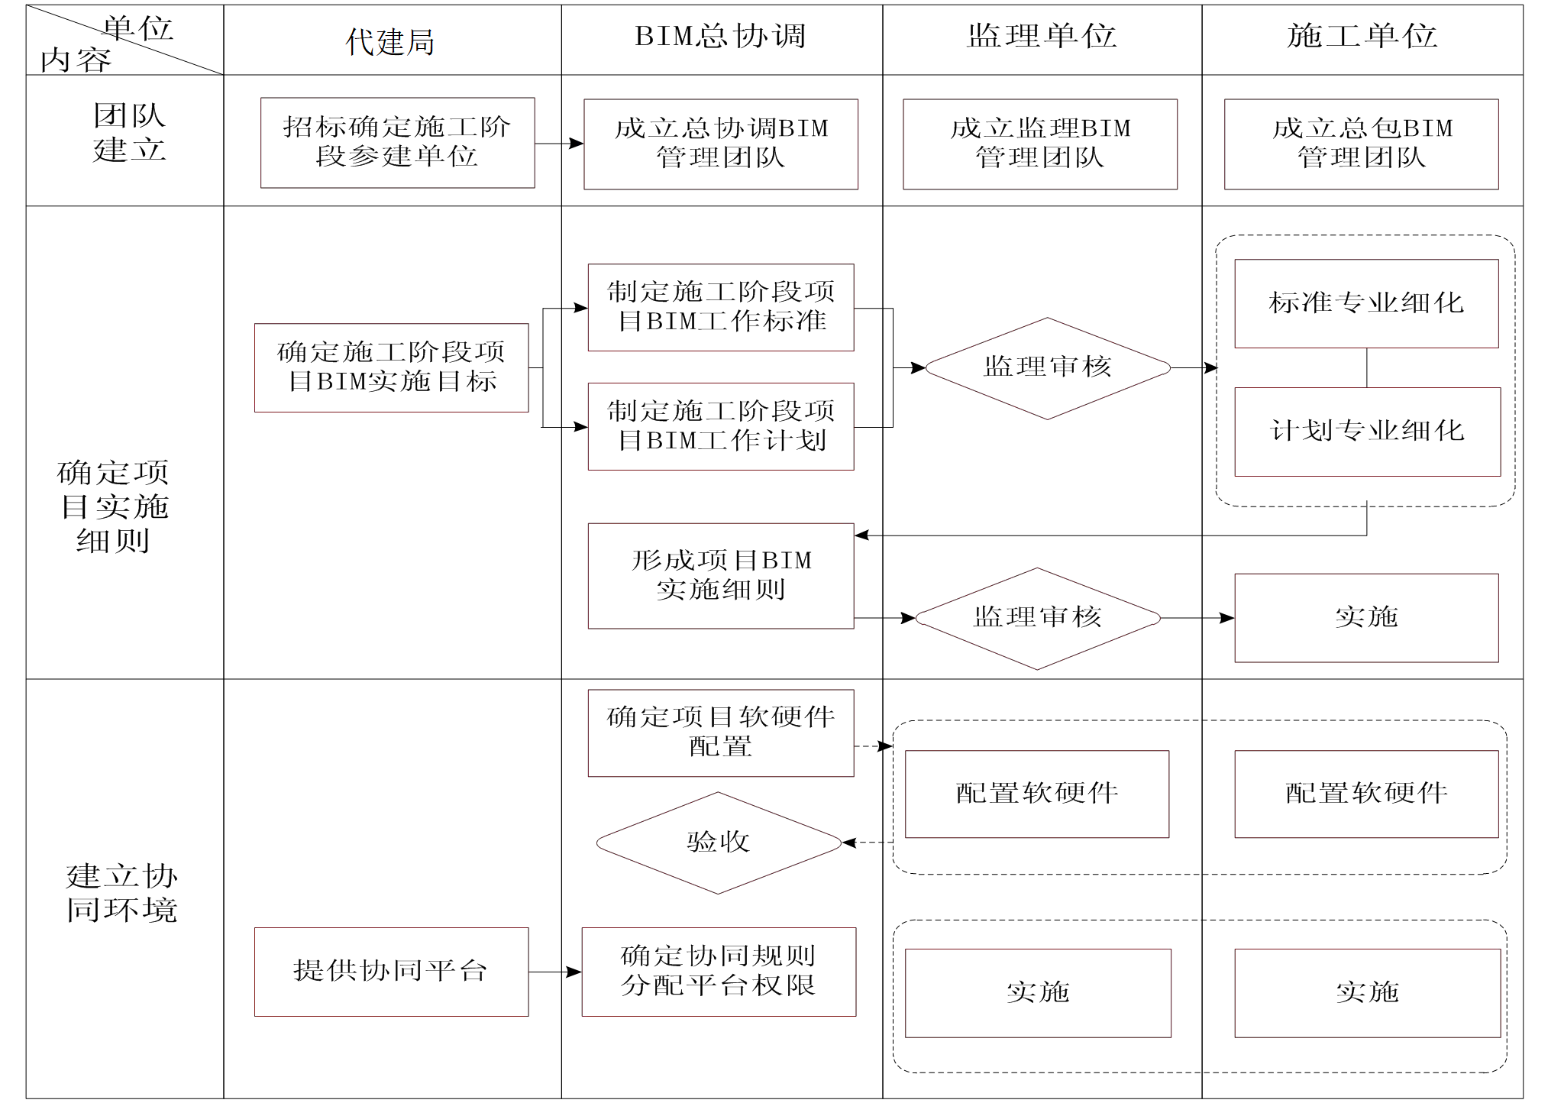 单位
内容
代建局
BIM总协调
监理单位
施工单位
团队
建立
招标确定施工阶
段参建单位
成立总协调BIM
管理团队
成立监理BIM
管理团队
成立总包BIM
管理团队
确定项
目实施
细则
确定施工阶段项
目BIM实施目标
制定施工阶段项
目BIM工作标准
制定施工阶段项
目BIM工作计划
监理审核
标准专业细化
计划专业细化
形成项目BIM
实施细则
监理审核
实施
建立协
同环境
确定项目软硬件
配置
配置软硬件
配置软硬件
验收
提供协同平台
确定协同规则
分配平台权限
实施
实施